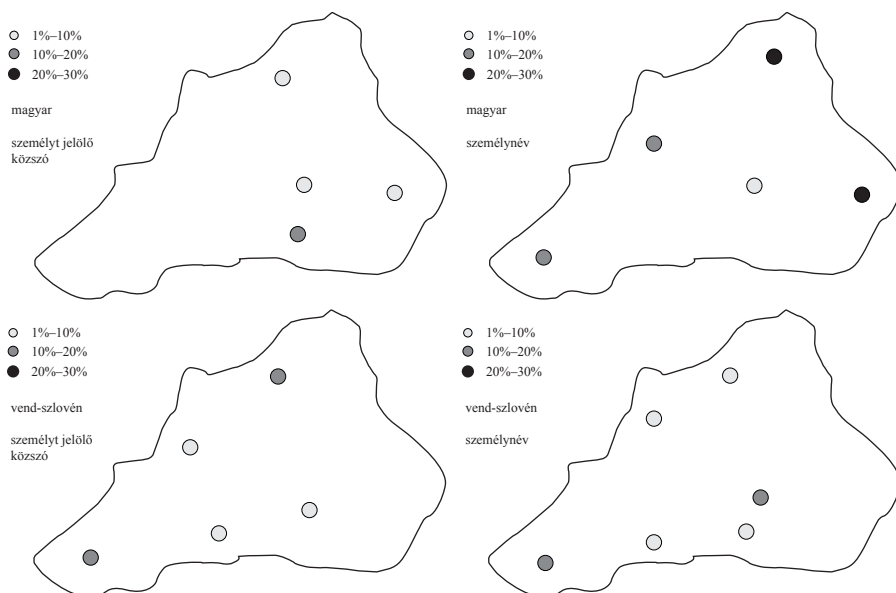 1%–10%
10%–20%
20%–30%
magyar
személyt jelölő
közszó
1%–10%
10%–20%
20%–30%
magyar
személynév
1%–10%
10%–20%
20%–30%
vend-szlovén
személyt jelölő
közszó
1%–10%
10%–20%
20%–30%
vend-szlovén
személynév